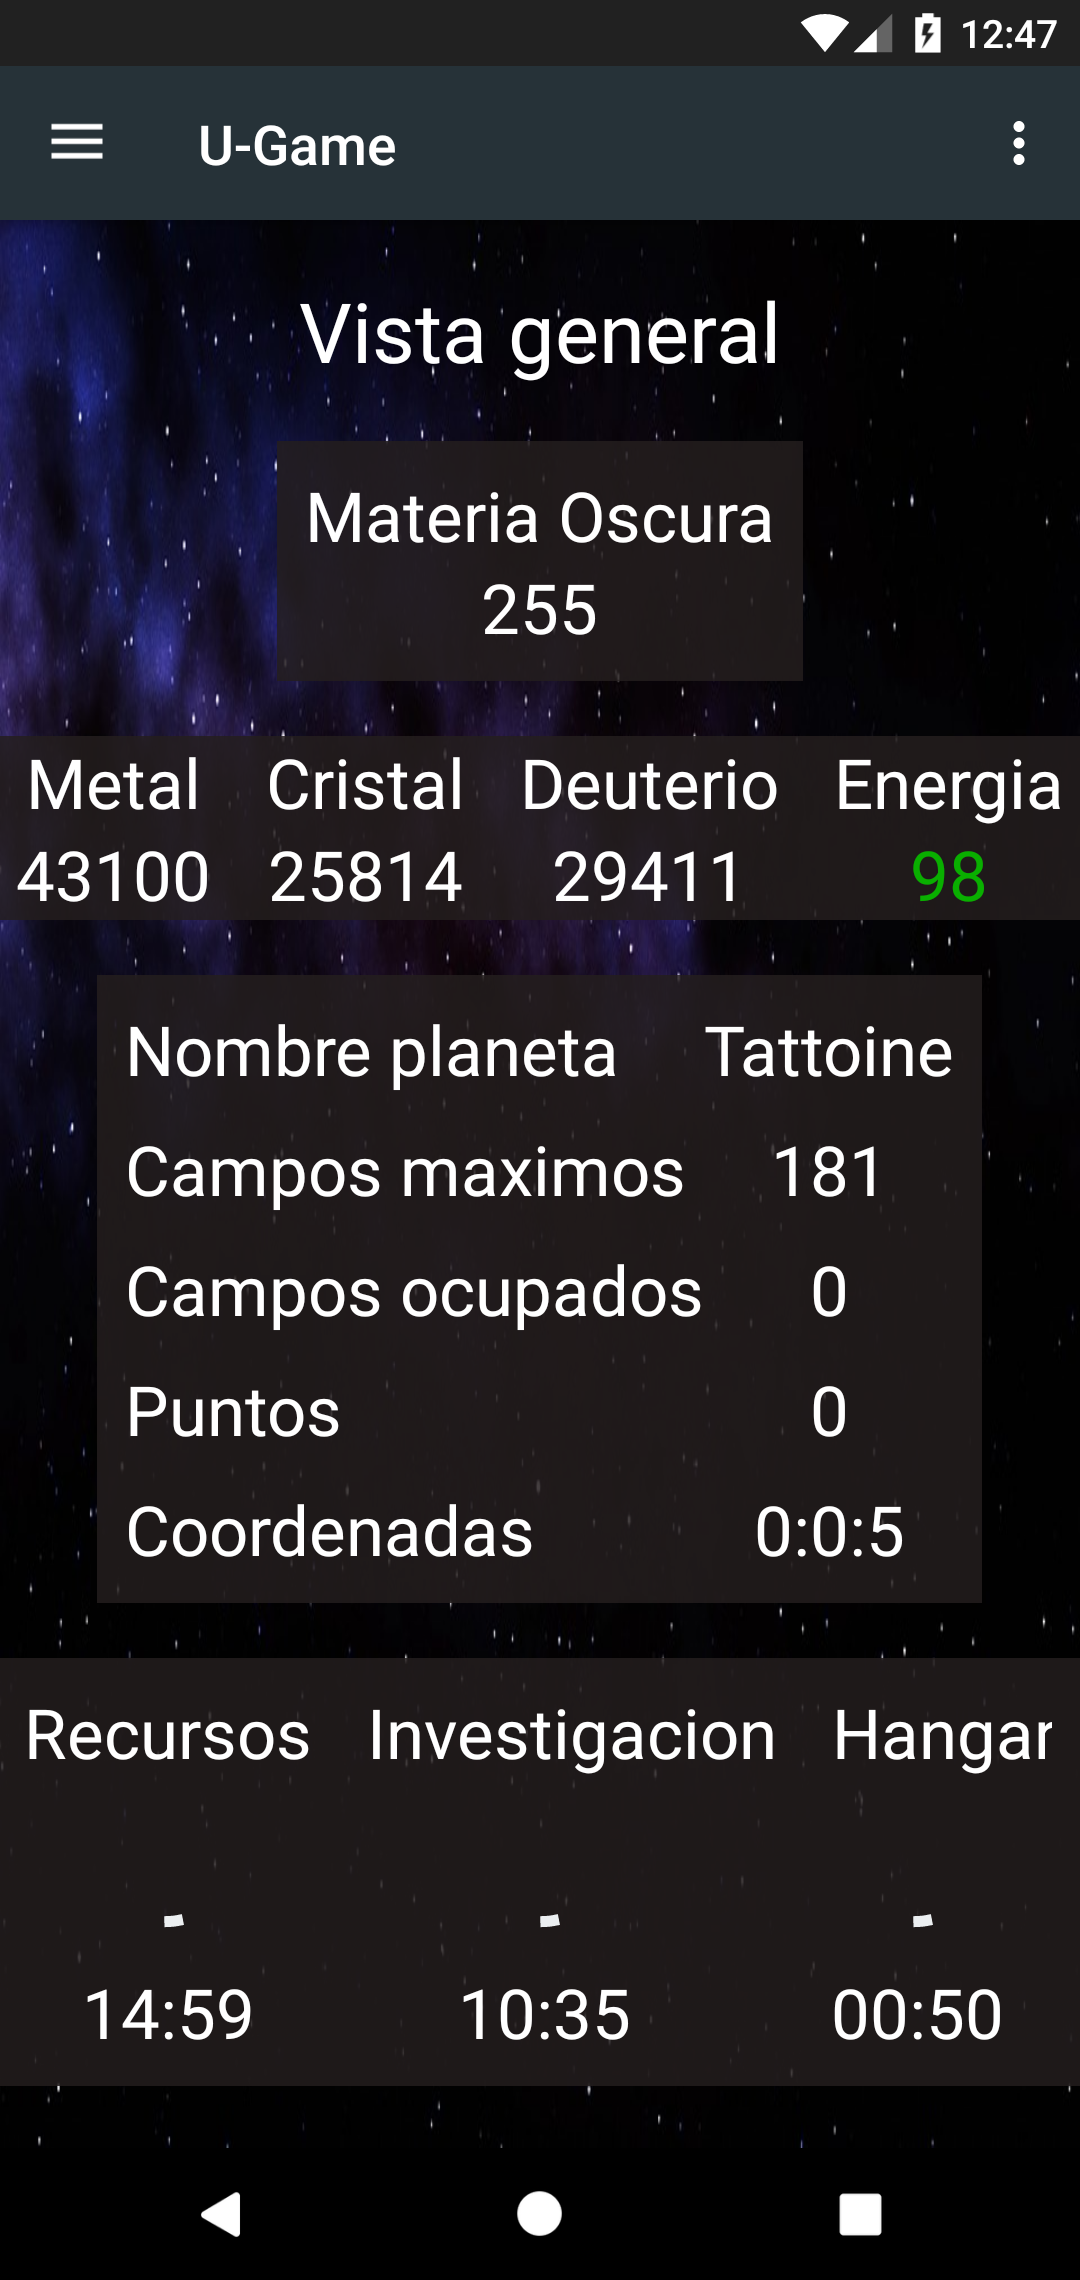 12:47
U-Game
Vista general
Materia Oscura
255
Metal Cristal Deuterio Energia
43100 25814 29411 98
Nombre planeta Tattoine
Campos maximos 181
Campos ocupados 0
Puntos 0
Coordenadas 0:0:5
Recursos Investigacion Hangar
- - -
14:59 10:35 00:50